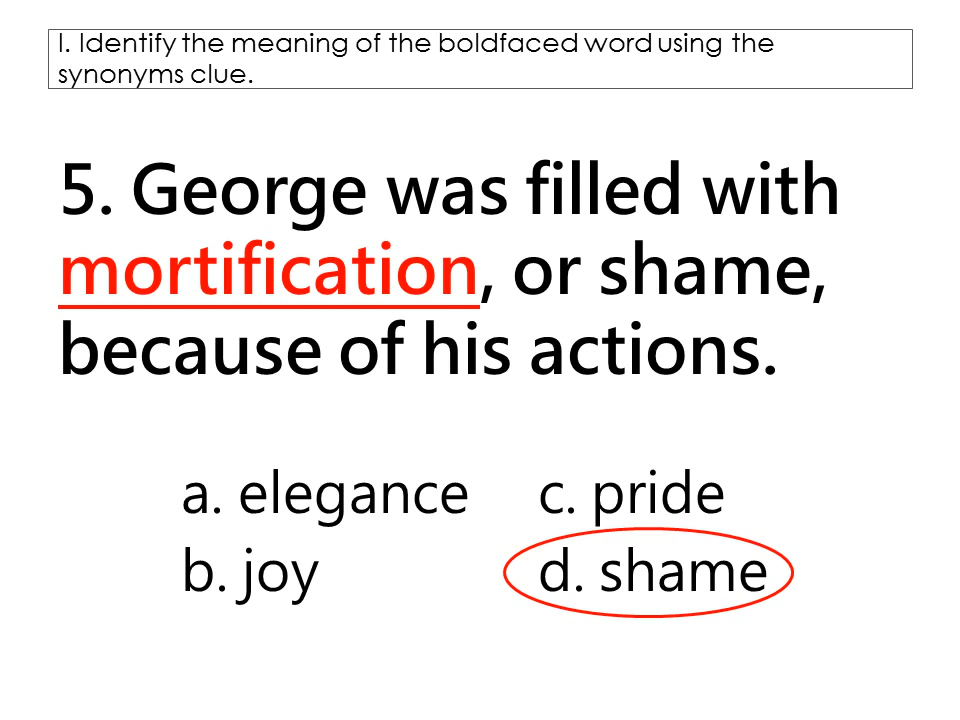 I. Identify the meaning of the boldfaced word using the
synonyms clue.
5. George was filled with
mortification, or shame,
because of his actions.
a. elegance c. pride
b. joy d. shame